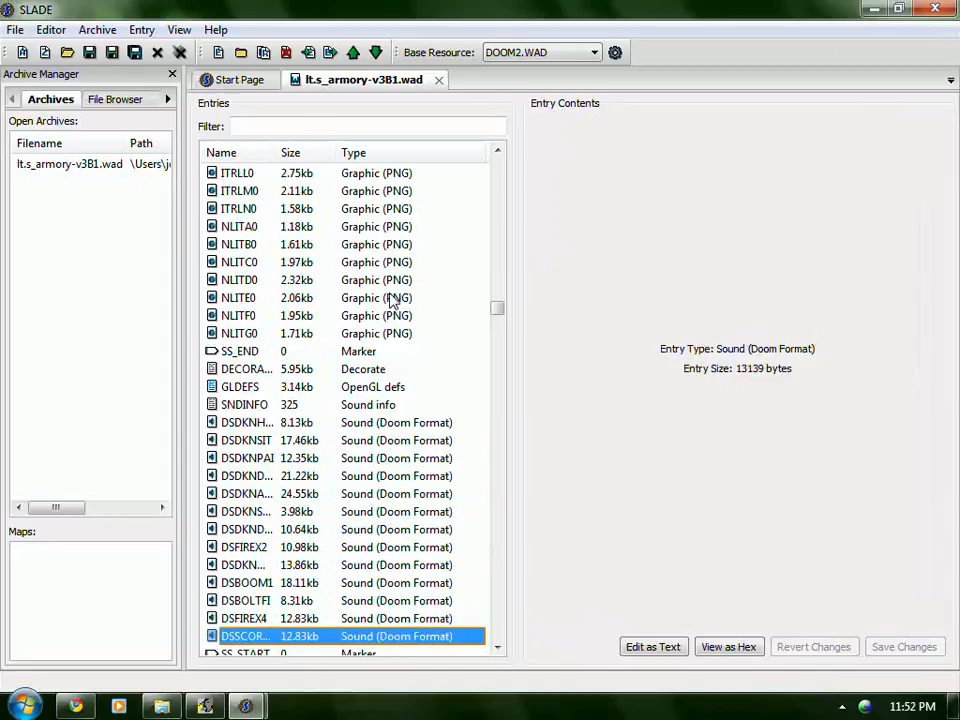 SLADE
File Editor Archive Entry View Help
Base Resource: DOOM2.WAD
Archive Manager
Start Page lt.s_armory-v3B1.wad
Archives File Browser
Entries
Entry Contents
Open Archives:
Filter:
Filename Path
Name Size Type
lt.s_armory-v3B1.wad \Users\j
ITRLL0 2.75kb Graphic (PNG)
ITRLM0 2.11kb Graphic (PNG)
ITRLN0 1.58kb Graphic (PNG)
NLITA0 1.18kb Graphic (PNG)
NLITB0 1.61kb Graphic (PNG)
NLITC0 1.97kb Graphic (PNG)
NLITD0 2.32kb Graphic (PNG)
NLITE0 2.06kb Graphic (PNG)
NLITF0 1.95kb Graphic (PNG)
NLITG0 1.71kb Graphic (PNG)
SS_END 0 Marker
DECORA... 5.95kb Decorate
GLDEFS 3.14kb OpenGL defs
SNDINFO 325 Sound info
DSDKNH... 8.13kb Sound (Doom Format)
DSDKNSIT 17.46kb Sound (Doom Format)
DSDKNPAI 12.35kb Sound (Doom Format)
DSDKND... 21.22kb Sound (Doom Format)
DSDKNA... 24.55kb Sound (Doom Format)
DSDKNS... 3.98kb Sound (Doom Format)
DSDKND... 10.64kb Sound (Doom Format)
DSFIREX2 10.98kb Sound (Doom Format)
DSDKN... 13.86kb Sound (Doom Format)
DSBOOM1 18.11kb Sound (Doom Format)
DSBOLTFI 8.31kb Sound (Doom Format)
DSFIREX4 12.83kb Sound (Doom Format)
DSSCOR... 12.83kb Sound (Doom Format)
SS_START 0 Marker
Entry Type: Sound (Doom Format)
Entry Size: 13139 bytes
Maps:
Edit as Text View as Hex Revert Changes Save Changes
11:52 PM